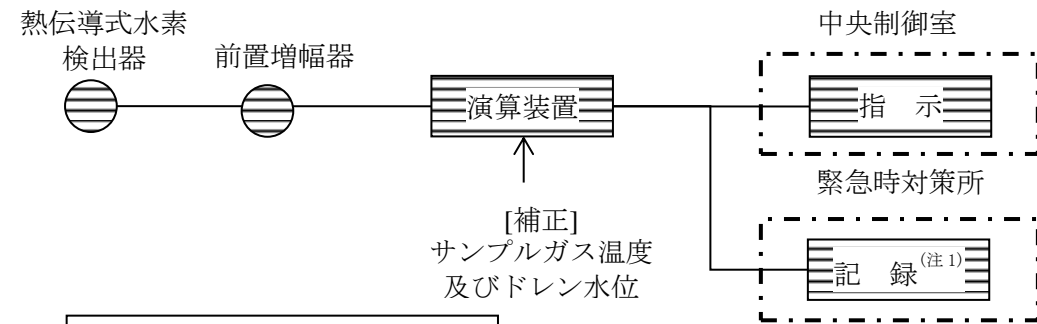 熱伝導式水素
検出器
前置増幅器
中央制御室
演算装置
指 示
緊急時対策所
[補正]
サンプルガス温度
及びドレン水位
記 録(注1)